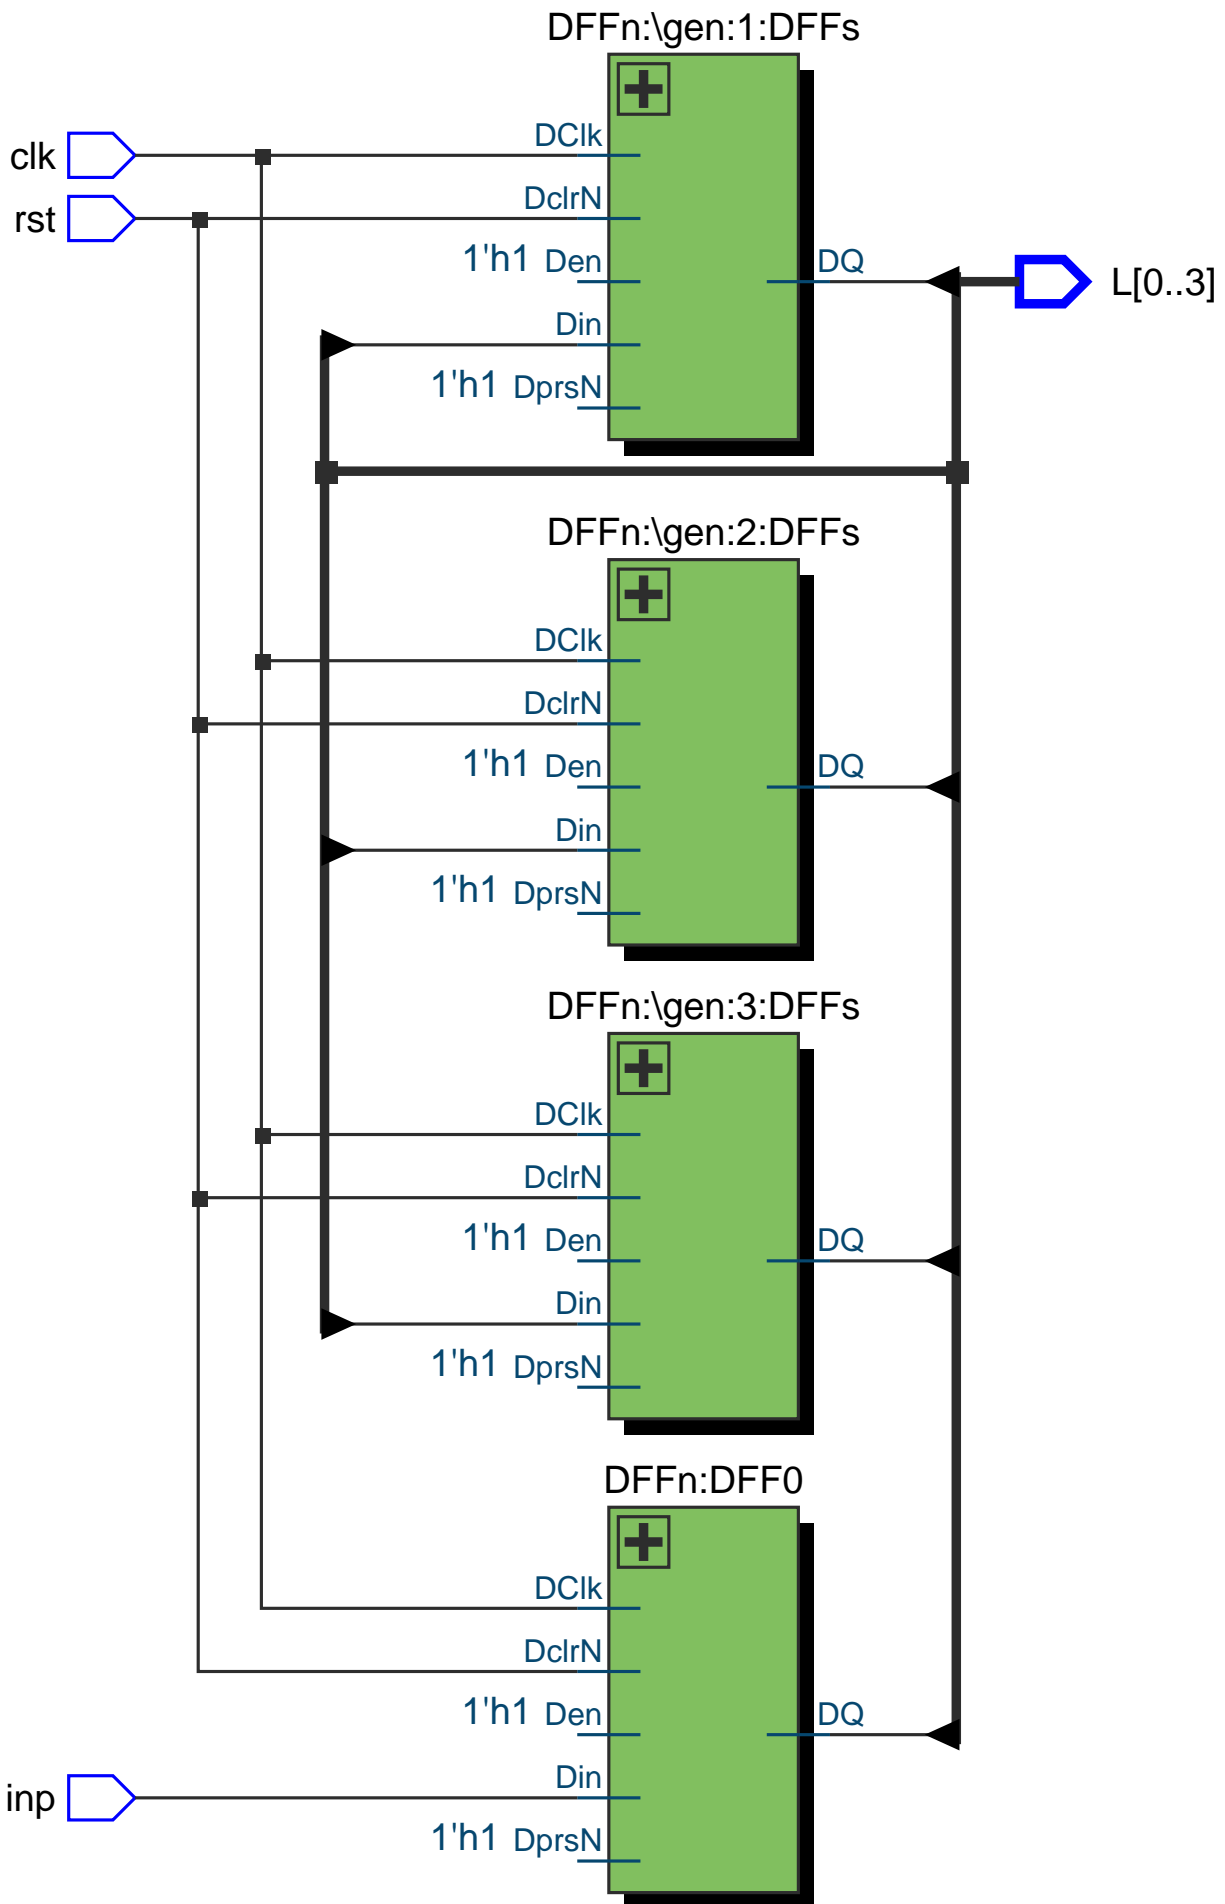 DFFn:\gen:1:DFFs
DClk
clk
DclrN
rst
1'h1 Den
DQ
L[0..3]
Din
1'h1 DprsN
DFFn:\gen:2:DFFs
DClk
DclrN
1'h1 Den
DQ
Din
1'h1 DprsN
DFFn:\gen:3:DFFs
DClk
DclrN
1'h1 Den
DQ
Din
1'h1 DprsN
DFFn:DFF0
DClk
DclrN
1'h1 Den
DQ
Din
inp
1'h1 DprsN